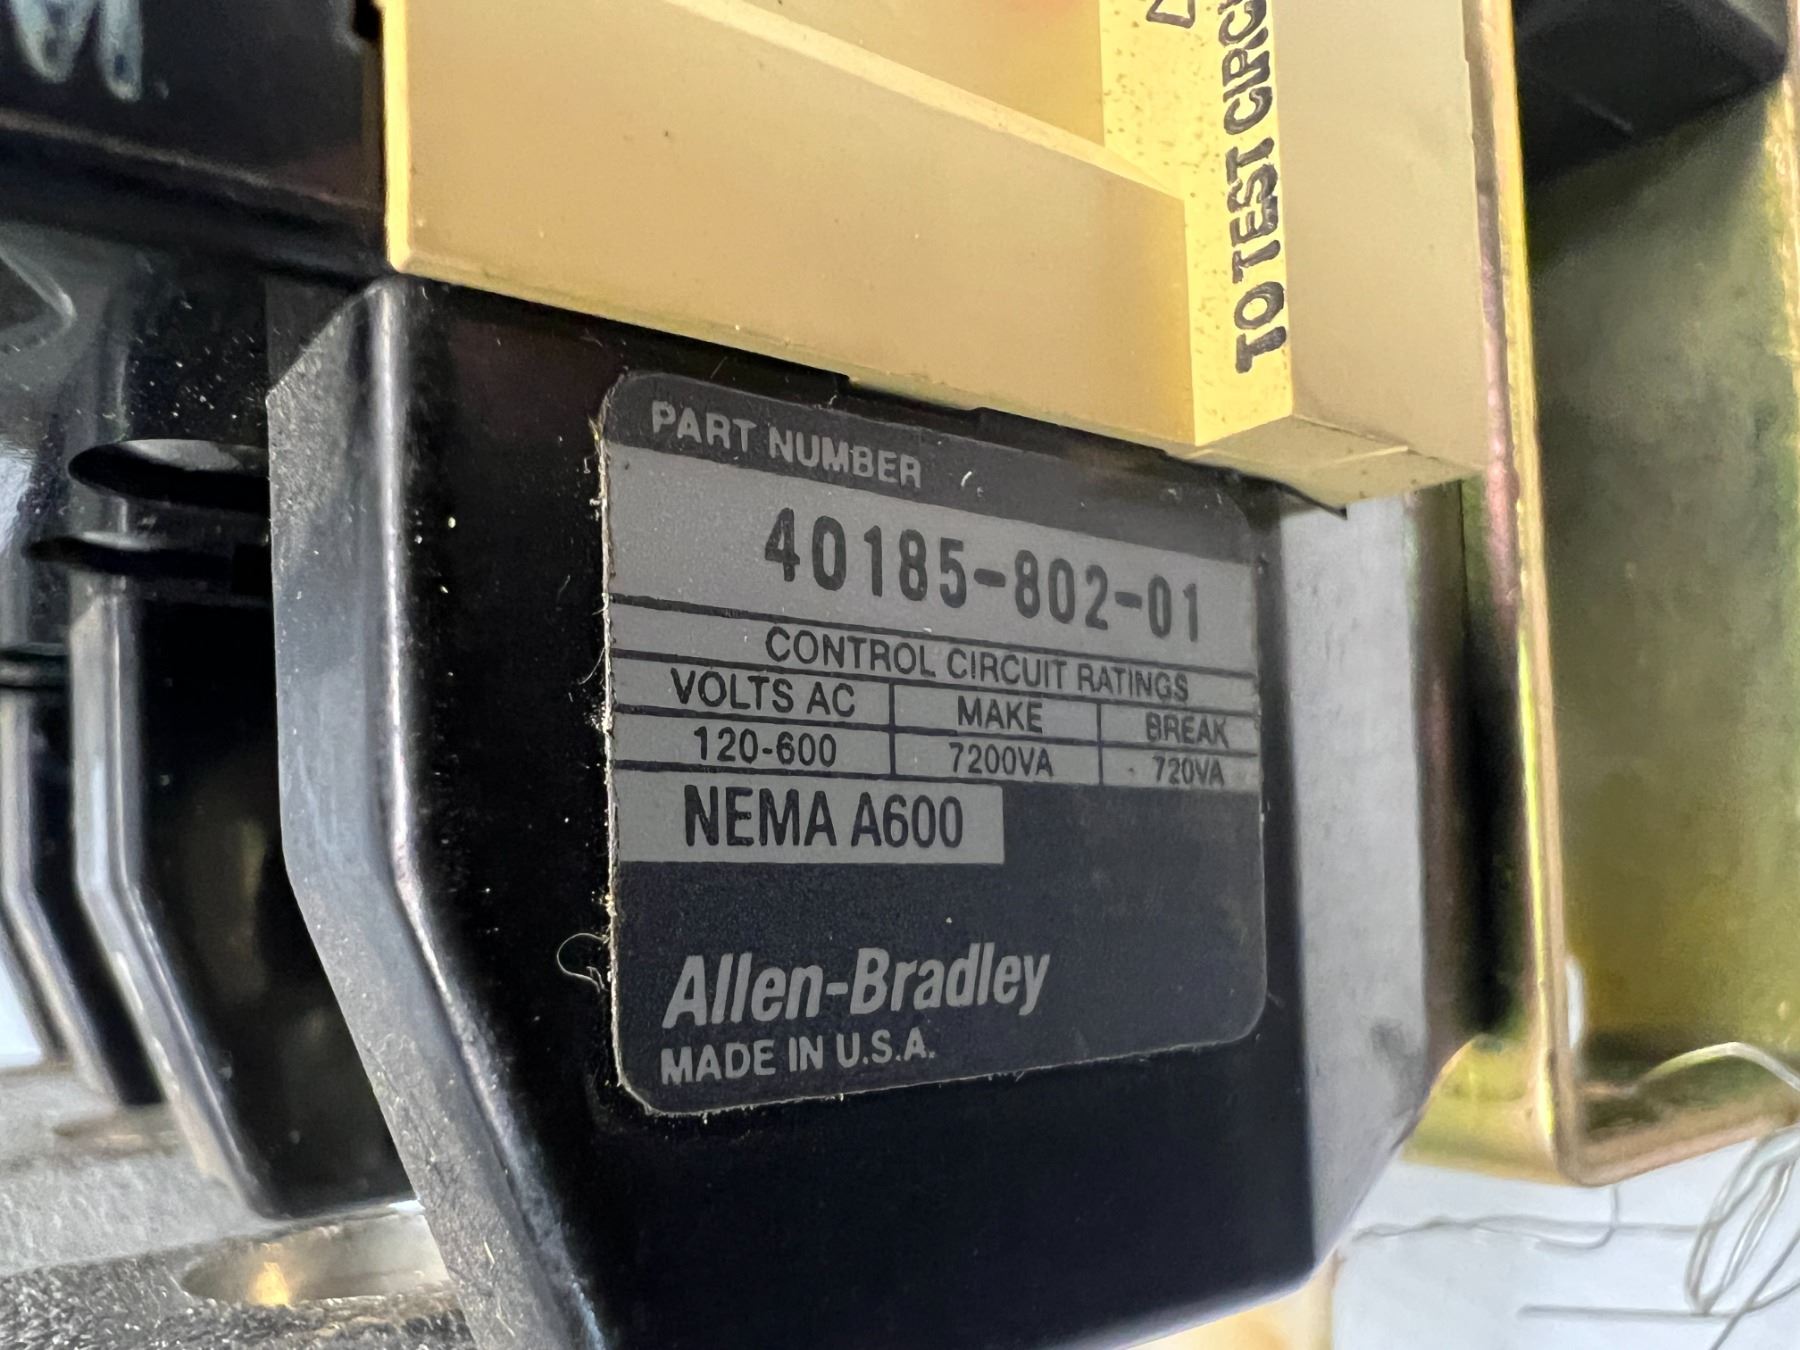 TO TEST
PART NUMBER
40185-802-01
CONTROL CIRCUIT RATINGS
VOLTS AC MAKE BREAK
120-600 7200VA 720VA
NEMA A600
Allen-Bradley
MADE IN U.S.A.